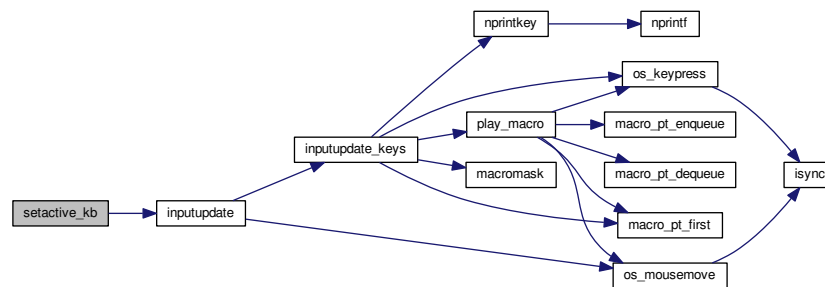 nprintkey
nprintf
os_keypress
play_macro
macro_pt_enqueue
inputupdate_keys
macromask
macro_pt_dequeue
isync
setactive_kb
inputupdate
macro_pt_first
os_mousemove